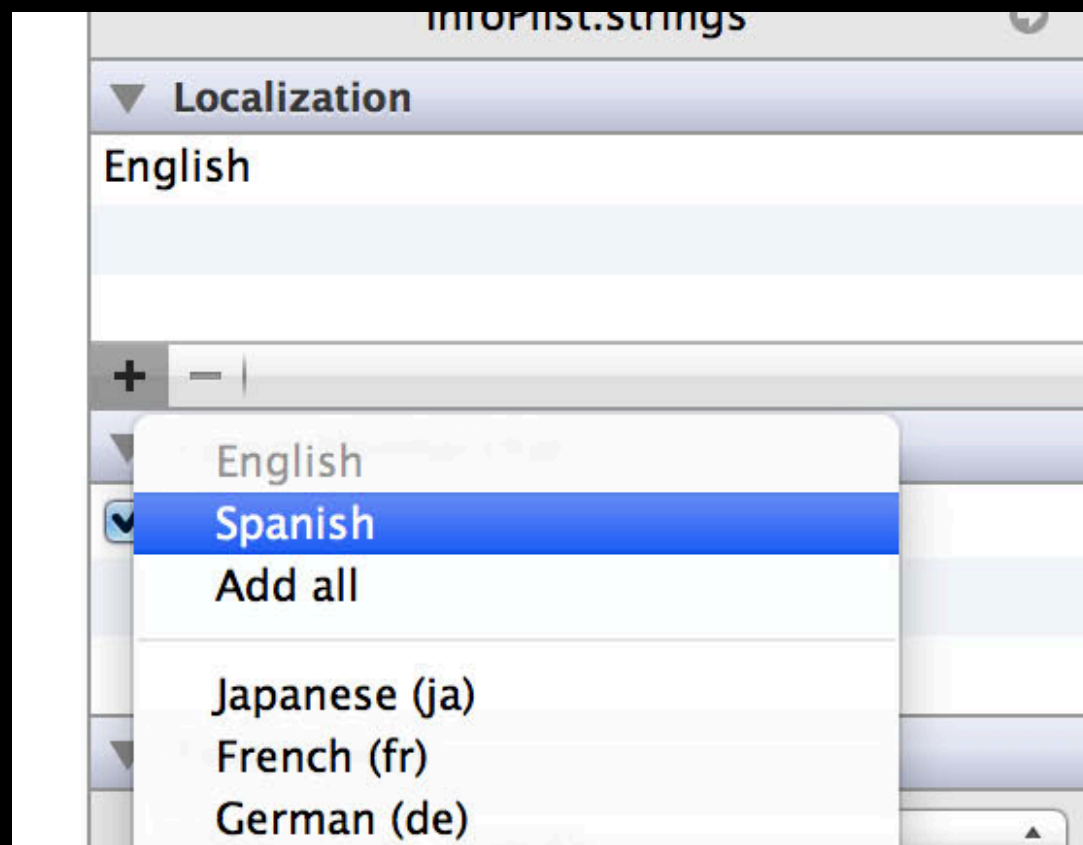 InfoPlist.strings
Localization
English
+ −
English
Spanish
Add all
Japanese (ja)
French (fr)
German (de)